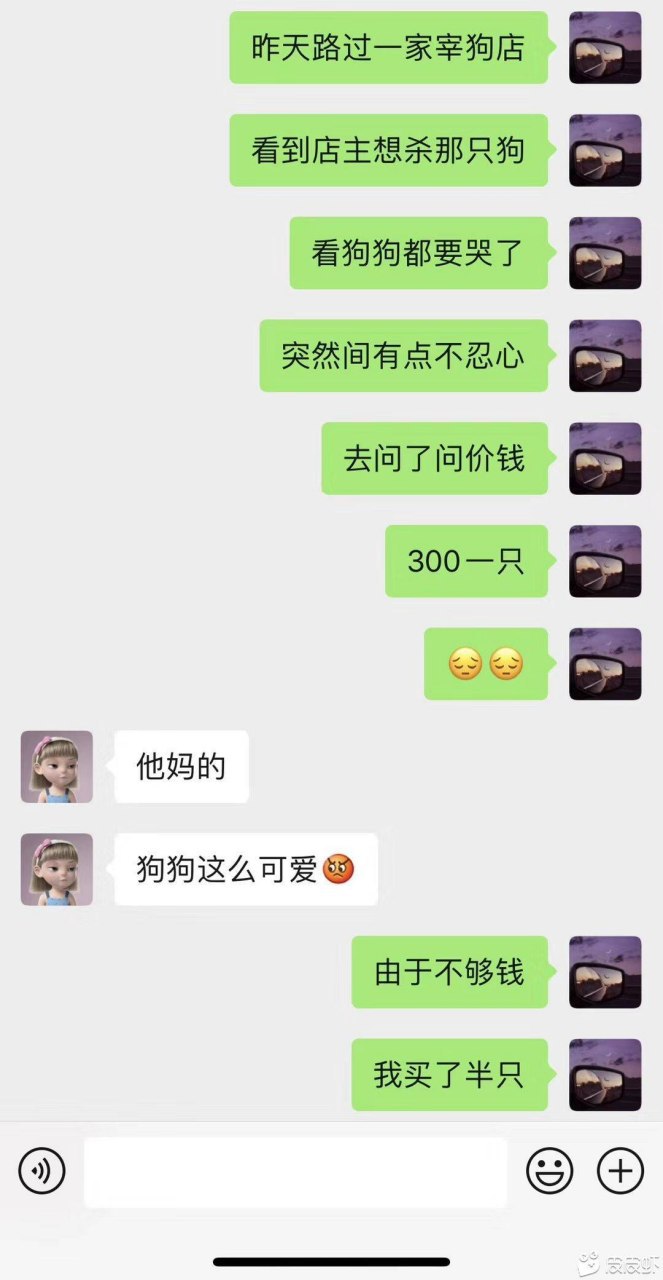 昨天路过一家宰狗店
看到店主想杀那只狗
看狗狗都要哭了
突然间有点不忍心
去问了问价钱
300一只
😔😔
他妈的
狗狗这么可爱😡
由于不够钱
我买了半只
皮皮虾